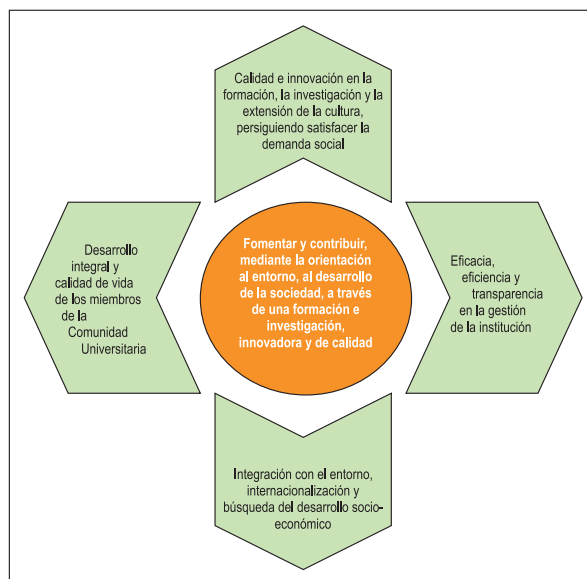 Calidad e innovación en la
formación, la investigación y la
extensión de la cultura,
persiguiendo satisfacer la
demanda social
Desarrollo
integral y
calidad de vida
de los miembros
de la
Comunidad
Universitaria
Fomentar y contribuir,
mediante la orientación
al entorno, al desarrollo
de la sociedad, a través
de una formación e
investigación,
innovadora y de calidad
Eficacia,
eficiencia y
transparencia
en la gestión
de la institución
Integración con el entorno,
internacionalización y
búsqueda del desarrollo socio-
económico